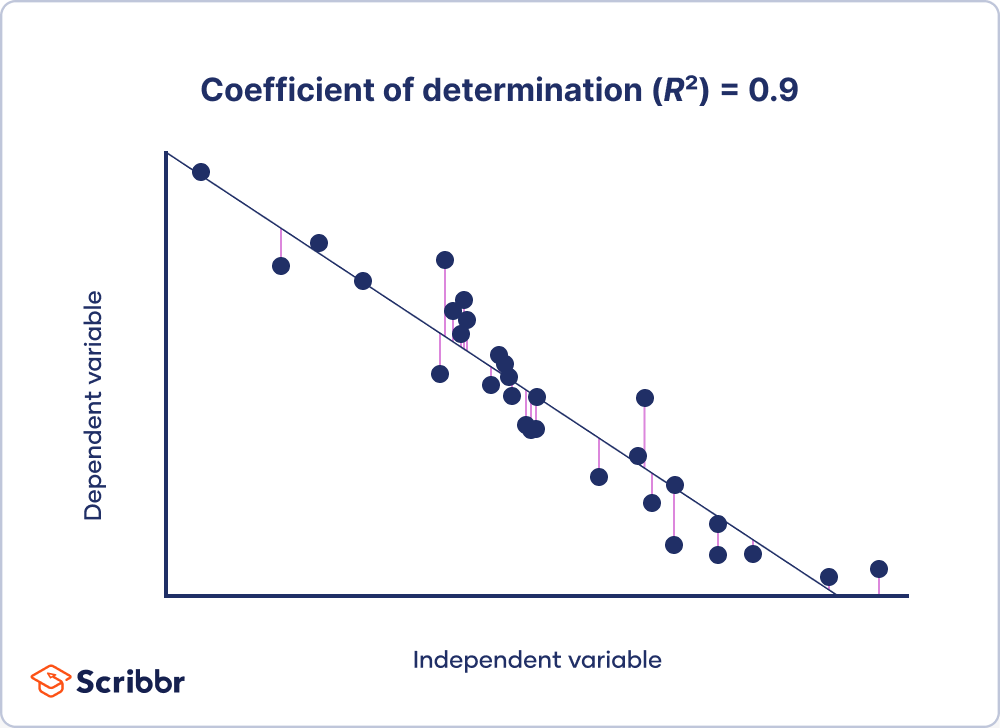 Coefficient of determination (R²) = 0.9
Dependent variable
Independent variable
Scribbr